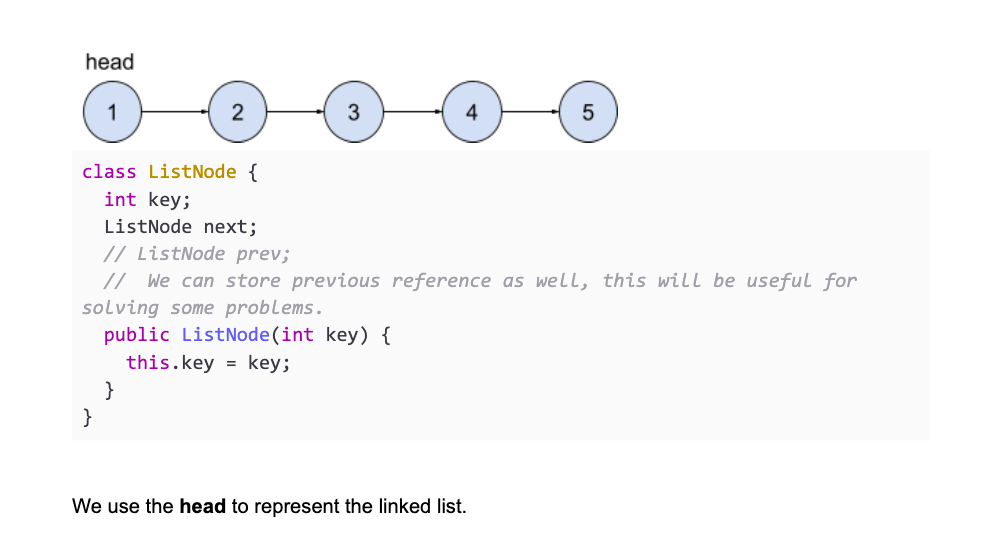 head
1 2 3 4 5
class ListNode {
  int key;
  ListNode next;
  // ListNode prev;
  //  We can store previous reference as well, this will be useful for
solving some problems.
  public ListNode(int key) {
    this.key = key;
  }
}
We use the head to represent the linked list.